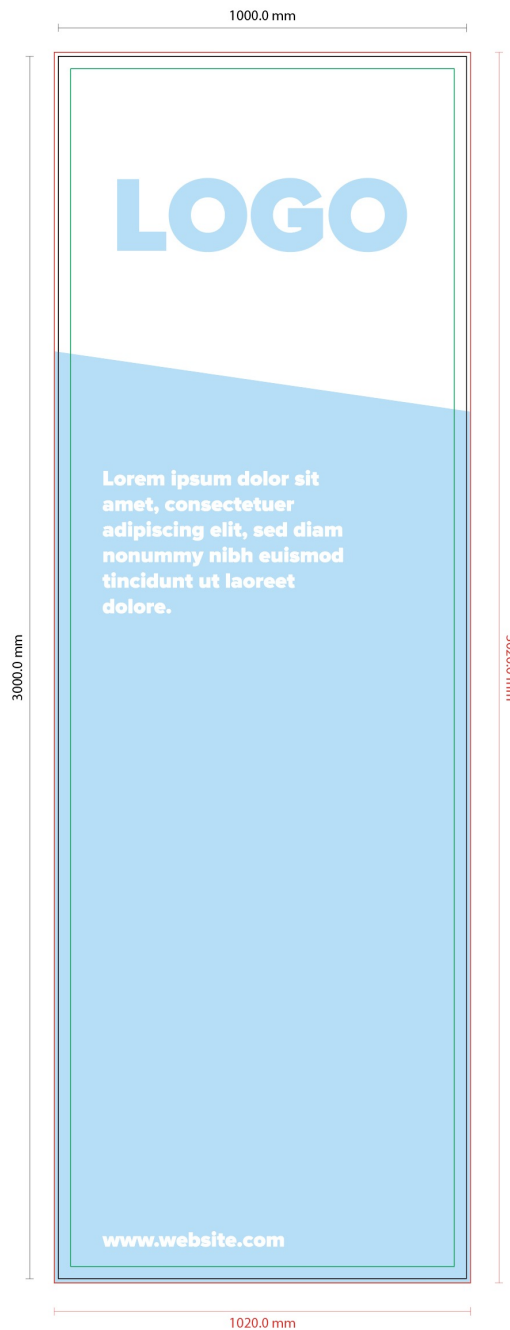 1000.0 mm
LOGO
Lorem ipsum dolor sit
amet, consectetuer
adipiscing elit, sed diam
nonummy nibh euismod
tincidunt ut laoreet
dolore.
3000.0 mm
www.website.com
1020.0 mm